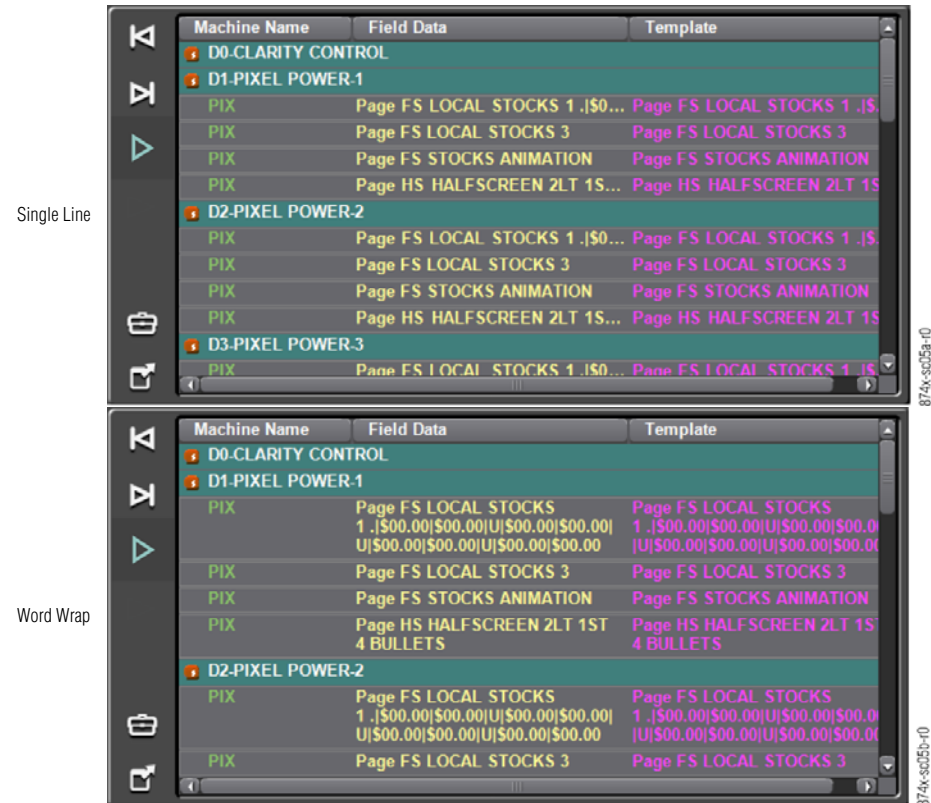 Machine Name Field Data Template
D0-CLARITY CONTROL
D1-PIXEL POWER-1
PIX Page FS LOCAL STOCKS 1 .|$0... Page FS LOCAL STOCKS 1 .|$.
PIX Page FS LOCAL STOCKS 3 Page FS LOCAL STOCKS 3
PIX Page FS STOCKS ANIMATION Page FS STOCKS ANIMATION
PIX Page HS HALFSCREEN 2LT 1S... Page HS HALFSCREEN 2LT 1S
Single Line
D2-PIXEL POWER-2
PIX Page FS LOCAL STOCKS 1 .|$0... Page FS LOCAL STOCKS 1 .|$.
PIX Page FS LOCAL STOCKS 3 Page FS LOCAL STOCKS 3
PIX Page FS STOCKS ANIMATION Page FS STOCKS ANIMATION
PIX Page HS HALFSCREEN 2LT 1S... Page HS HALFSCREEN 2LT 1S
D3-PIXEL POWER-3
PIX Page FS LOCAL STOCKS 1 .|$0... Page FS LOCAL STOCKS 1 .|$
874x-sc05a-r0
Machine Name Field Data Template
D0-CLARITY CONTROL
D1-PIXEL POWER-1
PIX Page FS LOCAL STOCKS Page FS LOCAL STOCKS
1 .|$00.00|$00.00|U|$00.00|$00.00| 1 .|$00.00|$00.00|U|$00.00|$00.0
U|$00.00|$00.00|U|$00.00|$00.00 |U|$00.00|$00.00|U|$00.00|$00.0
PIX Page FS LOCAL STOCKS 3 Page FS LOCAL STOCKS 3
PIX Page FS STOCKS ANIMATION Page FS STOCKS ANIMATION
Word Wrap
PIX Page HS HALFSCREEN 2LT 1ST Page HS HALFSCREEN 2LT 1S
4 BULLETS 4 BULLETS
D2-PIXEL POWER-2
PIX Page FS LOCAL STOCKS Page FS LOCAL STOCKS
1 .|$00.00|$00.00|U|$00.00|$00.00| 1 .|$00.00|$00.00|U|$00.00|$00.0
U|$00.00|$00.00|U|$00.00|$00.00 |U|$00.00|$00.00|U|$00.00|$00.0
PIX Page FS LOCAL STOCKS 3 Page FS LOCAL STOCKS 3
874x-sc05b-r0